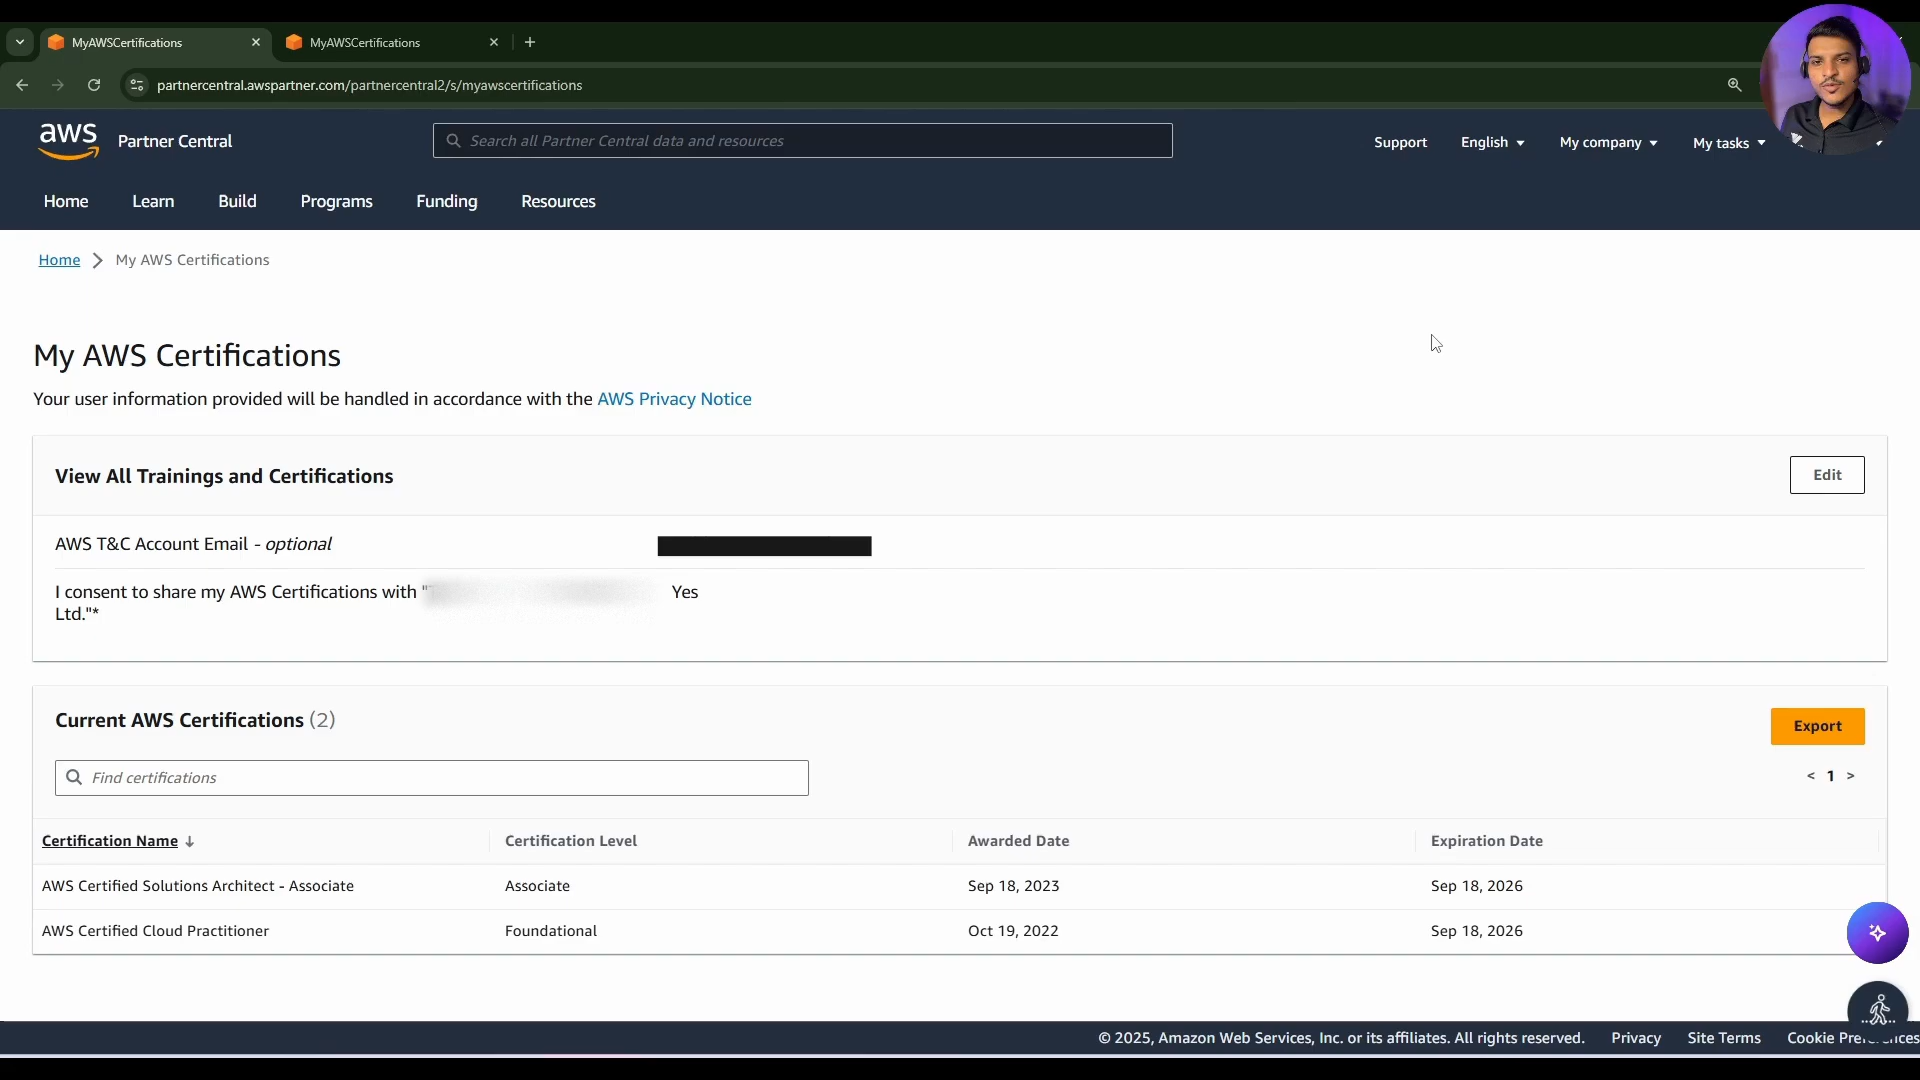 MyAWSCertifications
MyAWSCertifications
partnercentral.awspartner.com/partnercentral2/s/myawscertifications
aws
Partner Central
Search all Partner Central data and resources
Support
English
My company
My tasks
Home
Learn
Build
Programs
Funding
Resources
Home
My AWS Certifications
My AWS Certifications
Your user information provided will be handled in accordance with the AWS Privacy Notice
View All Trainings and Certifications
Edit
AWS T&C Account Email - optional
I consent to share my AWS Certifications with "
Yes
Ltd."*
Current AWS Certifications (2)
Export
Find certifications
< 1 >
Certification Name
Certification Level
Awarded Date
Expiration Date
AWS Certified Solutions Architect - Associate
Associate
Sep 18, 2023
Sep 18, 2026
AWS Certified Cloud Practitioner
Foundational
Oct 19, 2022
Sep 18, 2026
© 2025, Amazon Web Services, Inc. or its affiliates. All rights reserved.
Privacy
Site Terms
Cookie